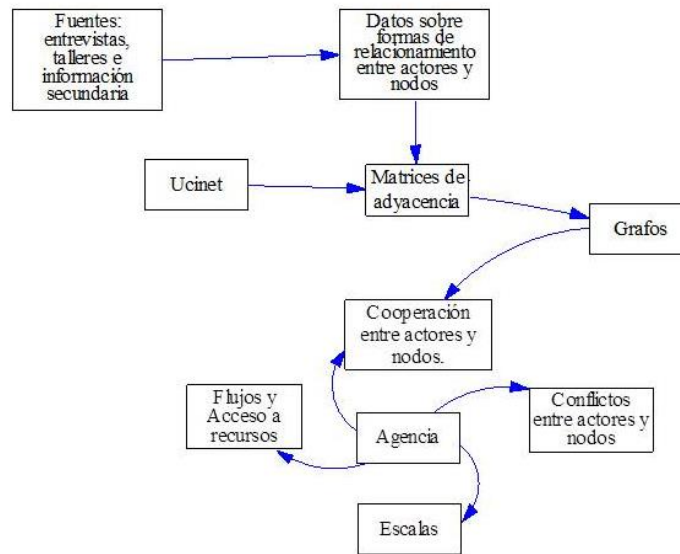 Fuentes:
entrevistas,
talleres e
información
secundaria
Datos sobre
formas de
relacionamiento
entre actores y
nodos
Ucinet
Matrices de
adyacencia
Grafos
Cooperación
entre actores y
nodos.
Flujos y
Acceso a
recursos
Agencia
Conflictos
entre actores y
nodos
Escalas